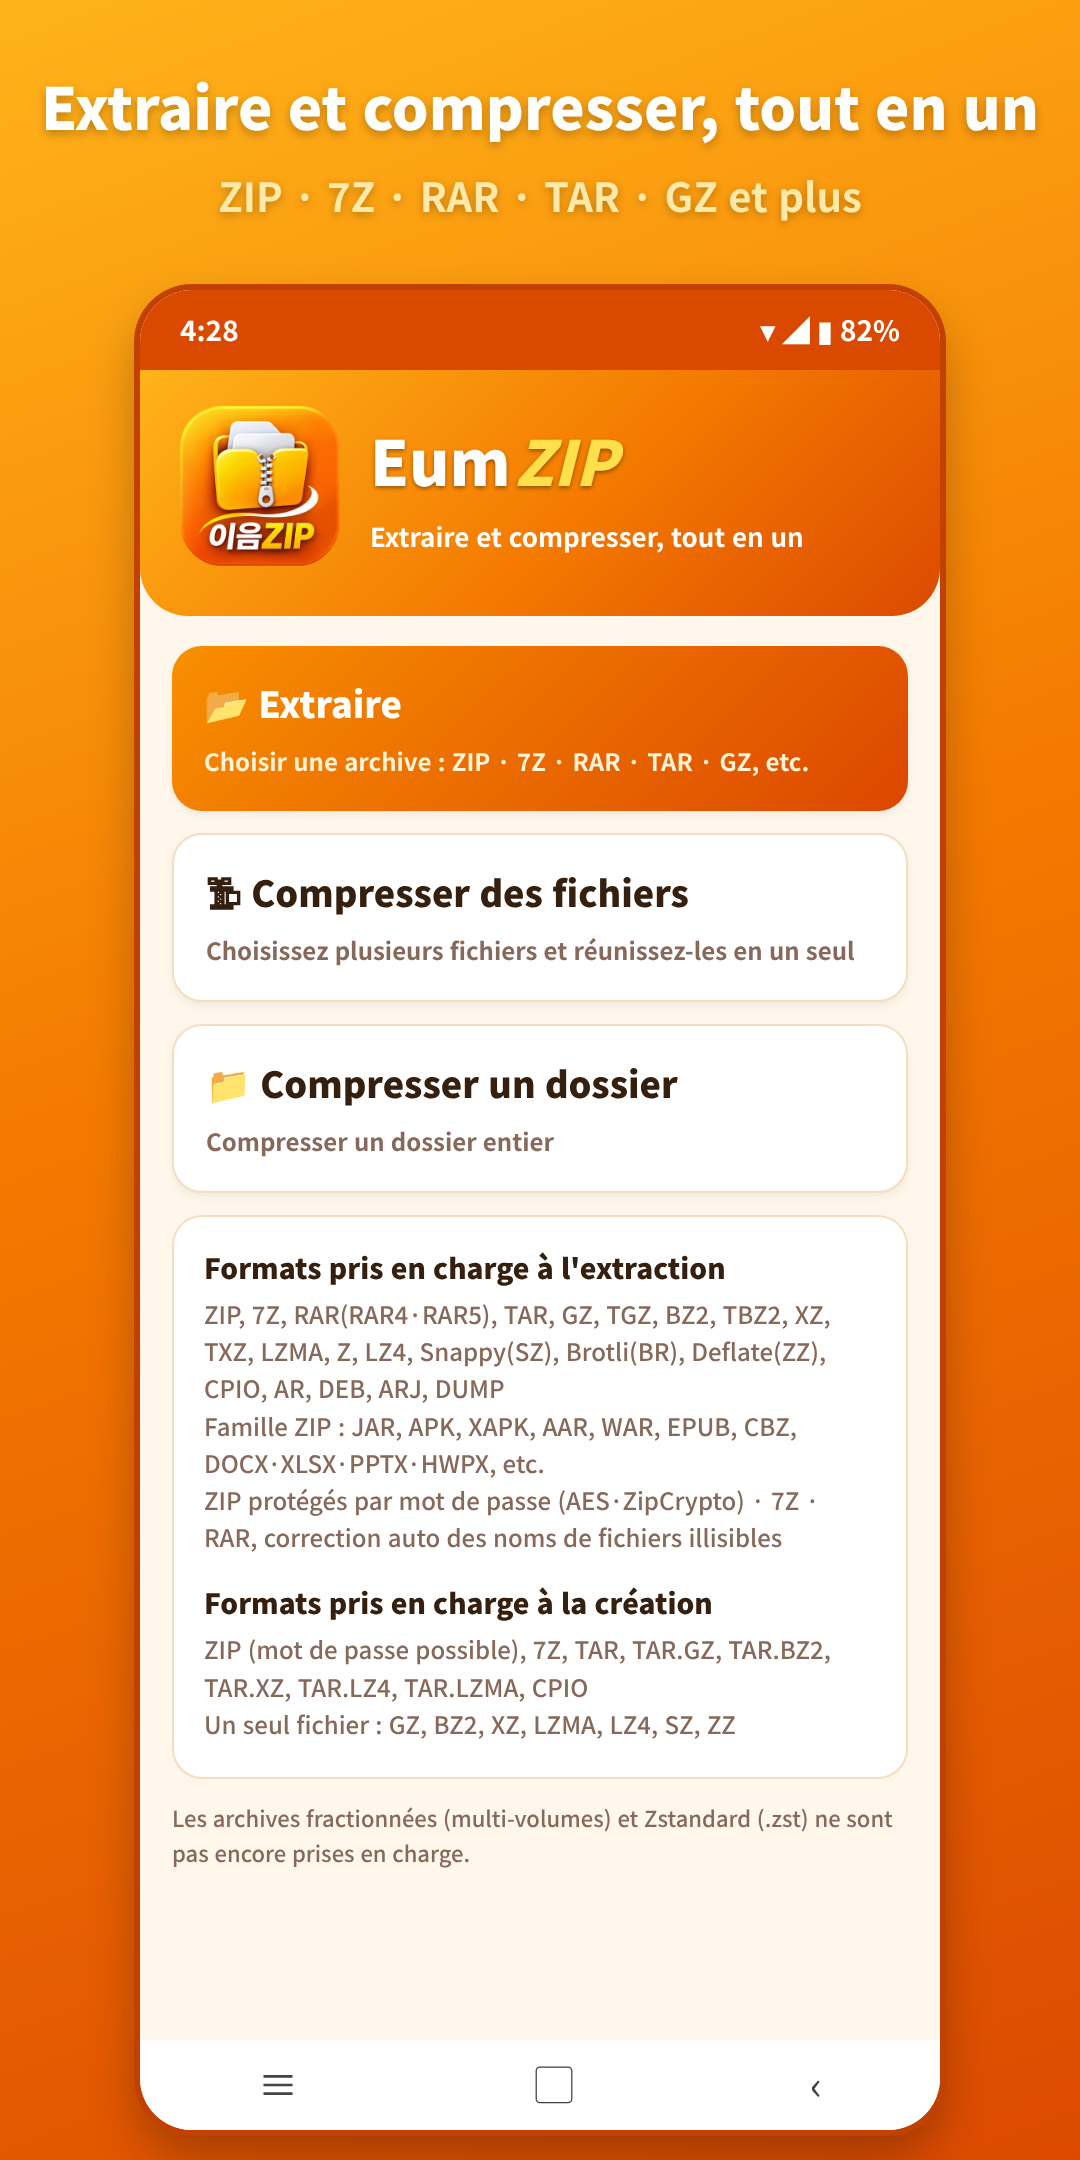 Extraire et compresser, tout en un
ZIP · 7Z · RAR · TAR · GZ et plus
4:28
82%
이음ZIP
EumZIP
Extraire et compresser, tout en un
Extraire
Choisir une archive : ZIP · 7Z · RAR · TAR · GZ, etc.
Compresser des fichiers
Choisissez plusieurs fichiers et réunissez-les en un seul
Compresser un dossier
Compresser un dossier entier
Formats pris en charge à l'extraction
ZIP, 7Z, RAR(RAR4·RAR5), TAR, GZ, TGZ, BZ2, TBZ2, XZ,
TXZ, LZMA, Z, LZ4, Snappy(SZ), Brotli(BR), Deflate(ZZ),
CPIO, AR, DEB, ARJ, DUMP
Famille ZIP : JAR, APK, XAPK, AAR, WAR, EPUB, CBZ,
DOCX·XLSX·PPTX·HWPX, etc.
ZIP protégés par mot de passe (AES·ZipCrypto) · 7Z ·
RAR, correction auto des noms de fichiers illisibles
Formats pris en charge à la création
ZIP (mot de passe possible), 7Z, TAR, TAR.GZ, TAR.BZ2,
TAR.XZ, TAR.LZ4, TAR.LZMA, CPIO
Un seul fichier : GZ, BZ2, XZ, LZMA, LZ4, SZ, ZZ
Les archives fractionnées (multi-volumes) et Zstandard (.zst) ne sont
pas encore prises en charge.